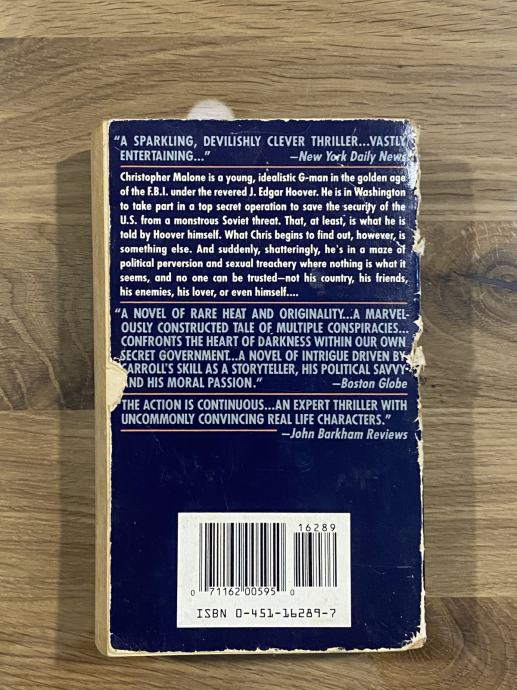 "A SPARKLING, DEVILISHLY CLEVER THRILLER...VASTLY
ENTERTAINING..." —New York Daily News
Christopher Malone is a young, idealistic G-man in the golden age
of the F.B.I. under the revered J. Edgar Hoover. He is in Washington
to take part in a top secret operation to save the security of the
U.S. from a monstrous Soviet threat. That, at least, is what he is
told by Hoover himself. What Chris begins to find out, however, is
something else. And suddenly, shatteringly, he's in a maze of
political perversion and sexual treachery where nothing is what it
seems, and no one can be trusted—not his country, his friends,
his enemies, his lover, or even himself....
"A NOVEL OF RARE HEAT AND ORIGINALITY...A MARVEL-
OUSLY CONSTRUCTED TALE OF MULTIPLE CONSPIRACIES...
CONFRONTS THE HEART OF DARKNESS WITHIN OUR OWN
SECRET GOVERNMENT...A NOVEL OF INTRIGUE DRIVEN BY
CARROLL'S SKILL AS A STORYTELLER, HIS POLITICAL SAVVY
AND HIS MORAL PASSION." —Boston Globe
"THE ACTION IS CONTINUOUS...AN EXPERT THRILLER WITH
UNCOMMONLY CONVINCING REAL LIFE CHARACTERS."
—John Barkham Reviews
16289
0 71162 00595 0
ISBN 0-451-16289-7